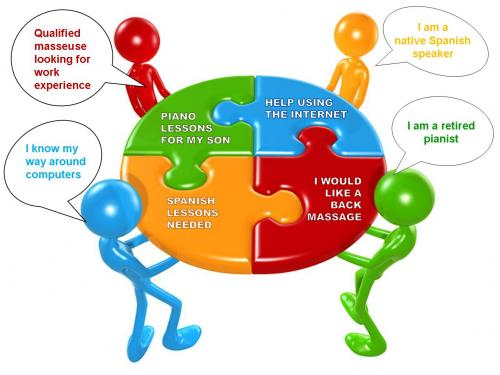 Qualified
masseuse
looking for
work
experience
I am a
native Spanish
speaker
PIANO
LESSONS
FOR MY SON
HELP USING
THE INTERNET
I am a retired
pianist
I know my
way around
computers
SPANISH
LESSONS
NEEDED
I WOULD
LIKE A
BACK
MASSAGE